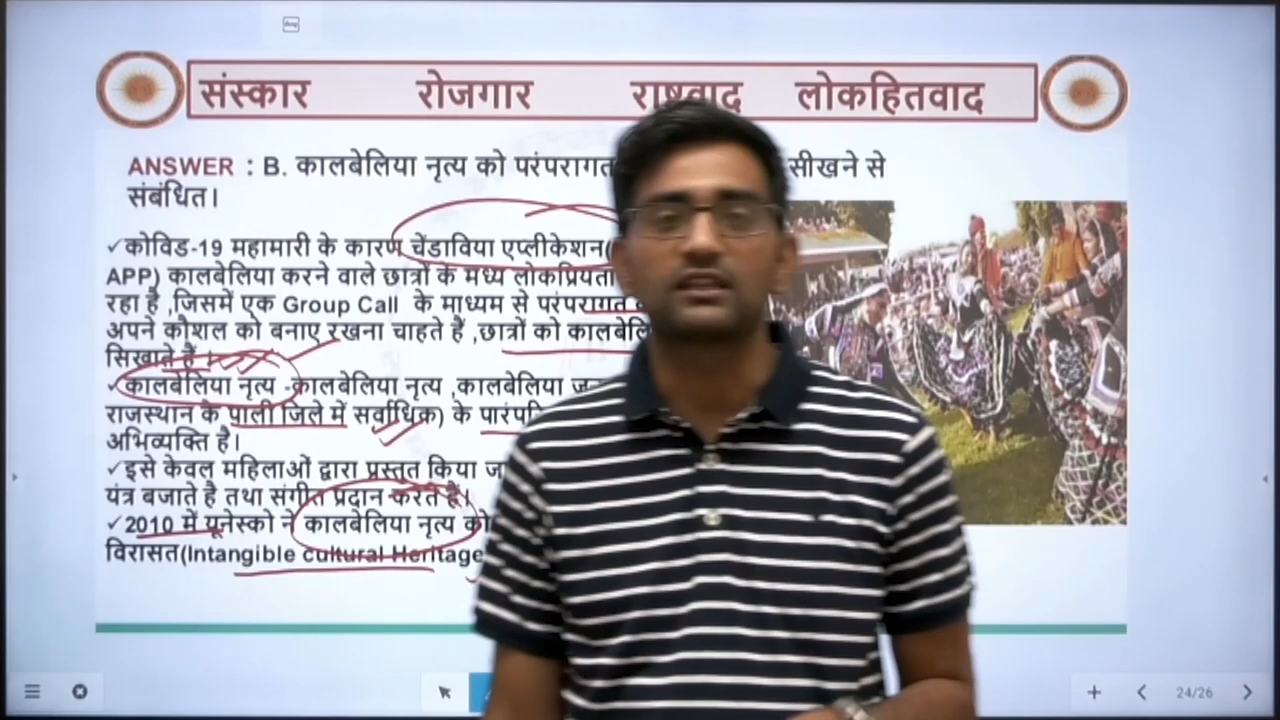 संस्कार रोजगार राष्ट्रवाद लोकहितवाद
ANSWER : B. कालबेलिया नृत्य को परंपरागत सीखने से
संबंधित।
✓कोविड-19 महामारी के कारण चेंडाविया एप्लीकेशन(
APP) कालबेलिया करने वाले छात्रों के मध्य लोकप्रियता
रहा है ,जिसमें एक Group Call के माध्यम से परंपरागत
अपने कौशल को बनाए रखना चाहते हैं ,छात्रों को
सिखाते हैं ।
✓कालबेलिया नृत्य -कालबेलिया नृत्य ,कालबेलिया
राजस्थान के पाली जिले में सर्वाधिक) के
अभिव्यक्ति है।
✓इसे केवल महिलाओं द्वारा प्रस्तुत किया
यंत्र बजाते है तथा संगीत प्रदान करते हैं।
✓2010 में यूनेस्को ने कालबेलिया नृत्य को
विरासत(Intangible Cultural Heritage
24/26